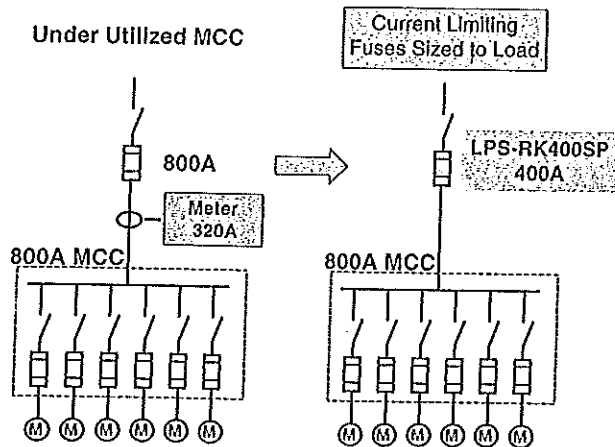 Under Utilized MCC
Current Limiting
Fuses Sized to Load
800A
LPS-RK400SP
400A
Meter
320A
800A MCC
800A MCC
M M M M M M
M M M M M M